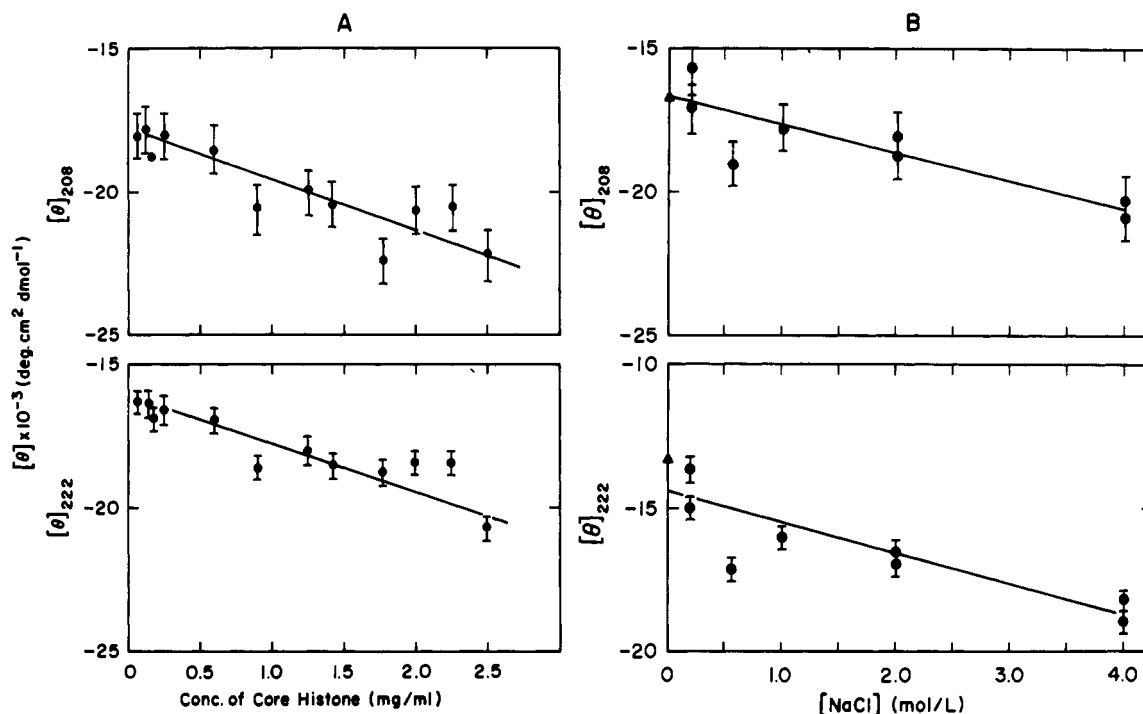 A
B
[θ] x10⁻³ (deg. cm² dmol⁻¹)
[θ]₂₀₈
-15
-20
-25
[θ]₂₀₈
-15
-20
-25
[θ]₂₂₂
-15
-20
-25
0 0.5 1.0 1.5 2.0 2.5
Conc. of Core Histone (mg/ml)
[θ]₂₂₂
-10
-15
-20
0 1.0 2.0 3.0 4.0
[NaCl] (mol/L)